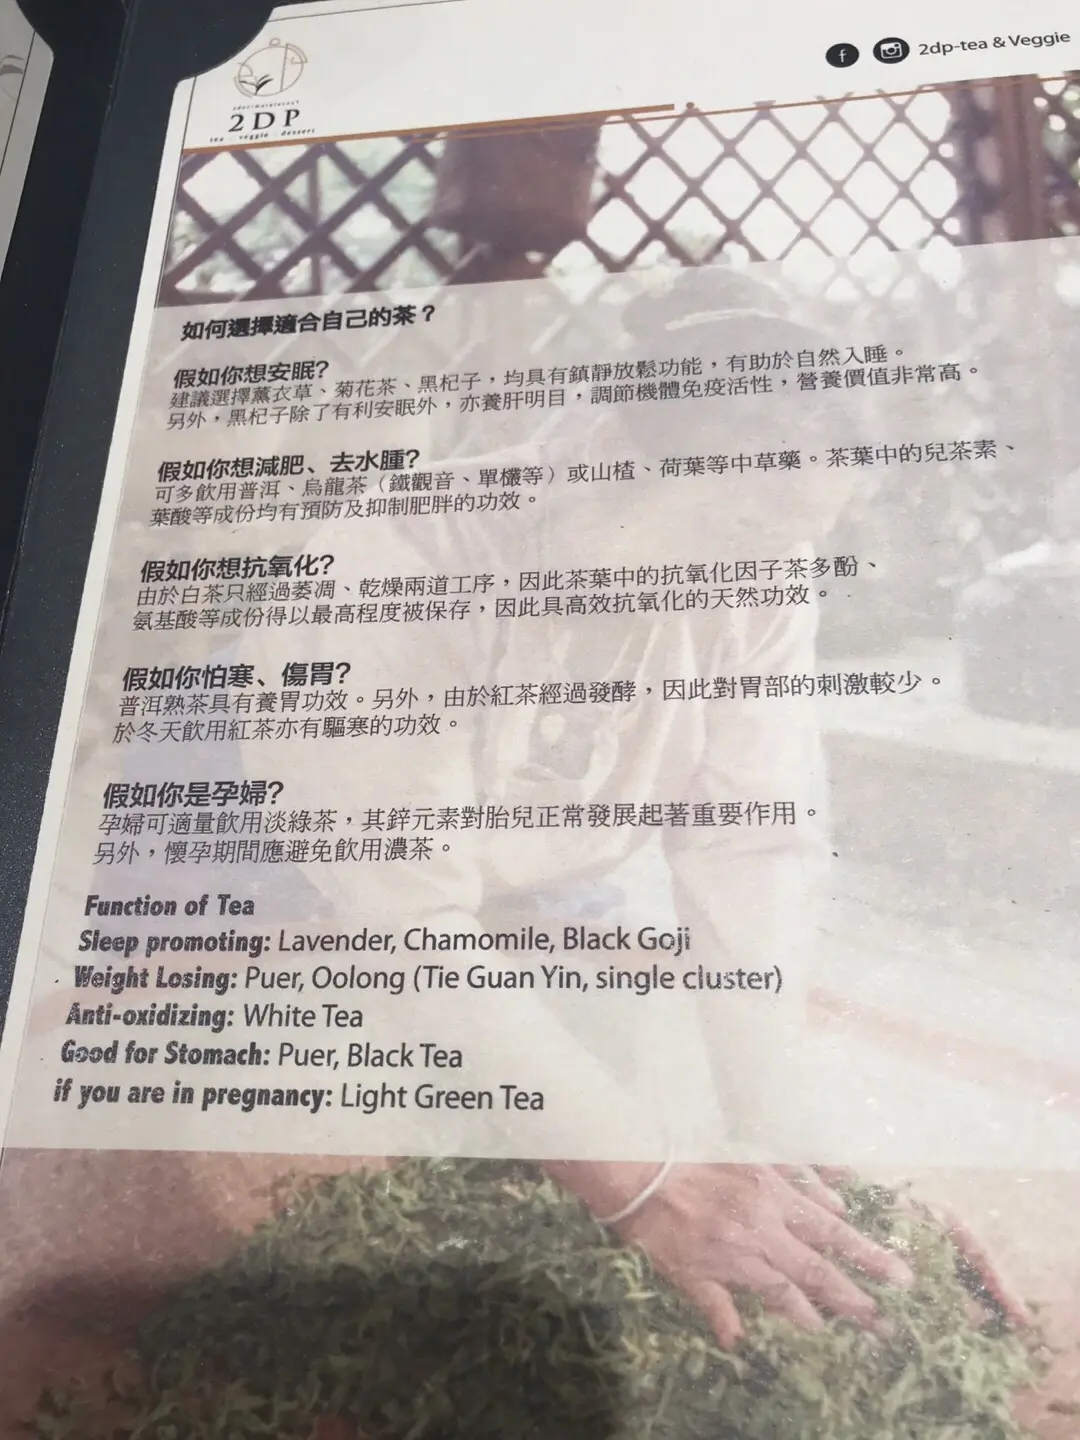 2dp-tea & Veggie
2DP
tea · veggie · dessert
如何選擇適合自己的茶？
假如你想安眠?
建議選擇薰衣草、菊花茶、黑杞子，均具有鎮靜放鬆功能，有助於自然入睡。
另外，黑杞子除了有利安眠外，亦養肝明目，調節機體免疫活性，營養價值非常高。
假如你想減肥、去水腫?
可多飲用普洱、烏龍茶（鐵觀音、單欉等）或山楂、荷葉等中草藥。茶葉中的兒茶素、
葉酸等成份均有預防及抑制肥胖的功效。
假如你想抗氧化?
由於白茶只經過萎凋、乾燥兩道工序，因此茶葉中的抗氧化因子茶多酚、
氨基酸等成份得以最高程度被保存，因此具高效抗氧化的天然功效。
假如你怕寒、傷胃?
普洱熟茶具有養胃功效。另外，由於紅茶經過發酵，因此對胃部的刺激較少。
於冬天飲用紅茶亦有驅寒的功效。
假如你是孕婦?
孕婦可適量飲用淡綠茶，其鋅元素對胎兒正常發展起著重要作用。
另外，懷孕期間應避免飲用濃茶。
Function of Tea
Sleep promoting: Lavender, Chamomile, Black Goji
Weight Losing: Puer, Oolong (Tie Guan Yin, single cluster)
Anti-oxidizing: White Tea
Good for Stomach: Puer, Black Tea
if you are in pregnancy: Light Green Tea